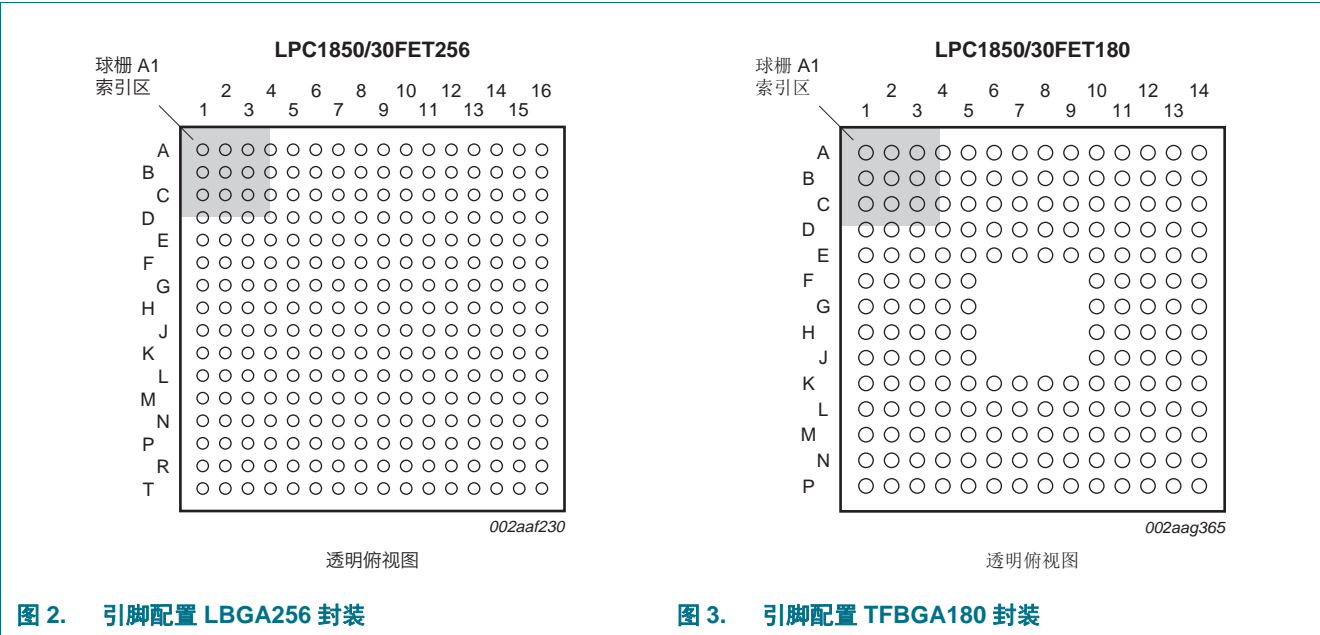 LPC1850/30FET256
球栅 A1
索引区
2 4 6 8 10 12 14 16
1 3 5 7 9 11 13 15
A
B
C
D
E
F
G
H
J
K
L
M
N
P
R
T
002aaf230
透明俯视图
图 2. 引脚配置 LBGA256 封装
LPC1850/30FET180
球栅 A1
索引区
2 4 6 8 10 12 14
1 3 5 7 9 11 13
A
B
C
D
E
F
G
H
J
K
L
M
N
P
002aag365
透明俯视图
图 3. 引脚配置 TFBGA180 封装